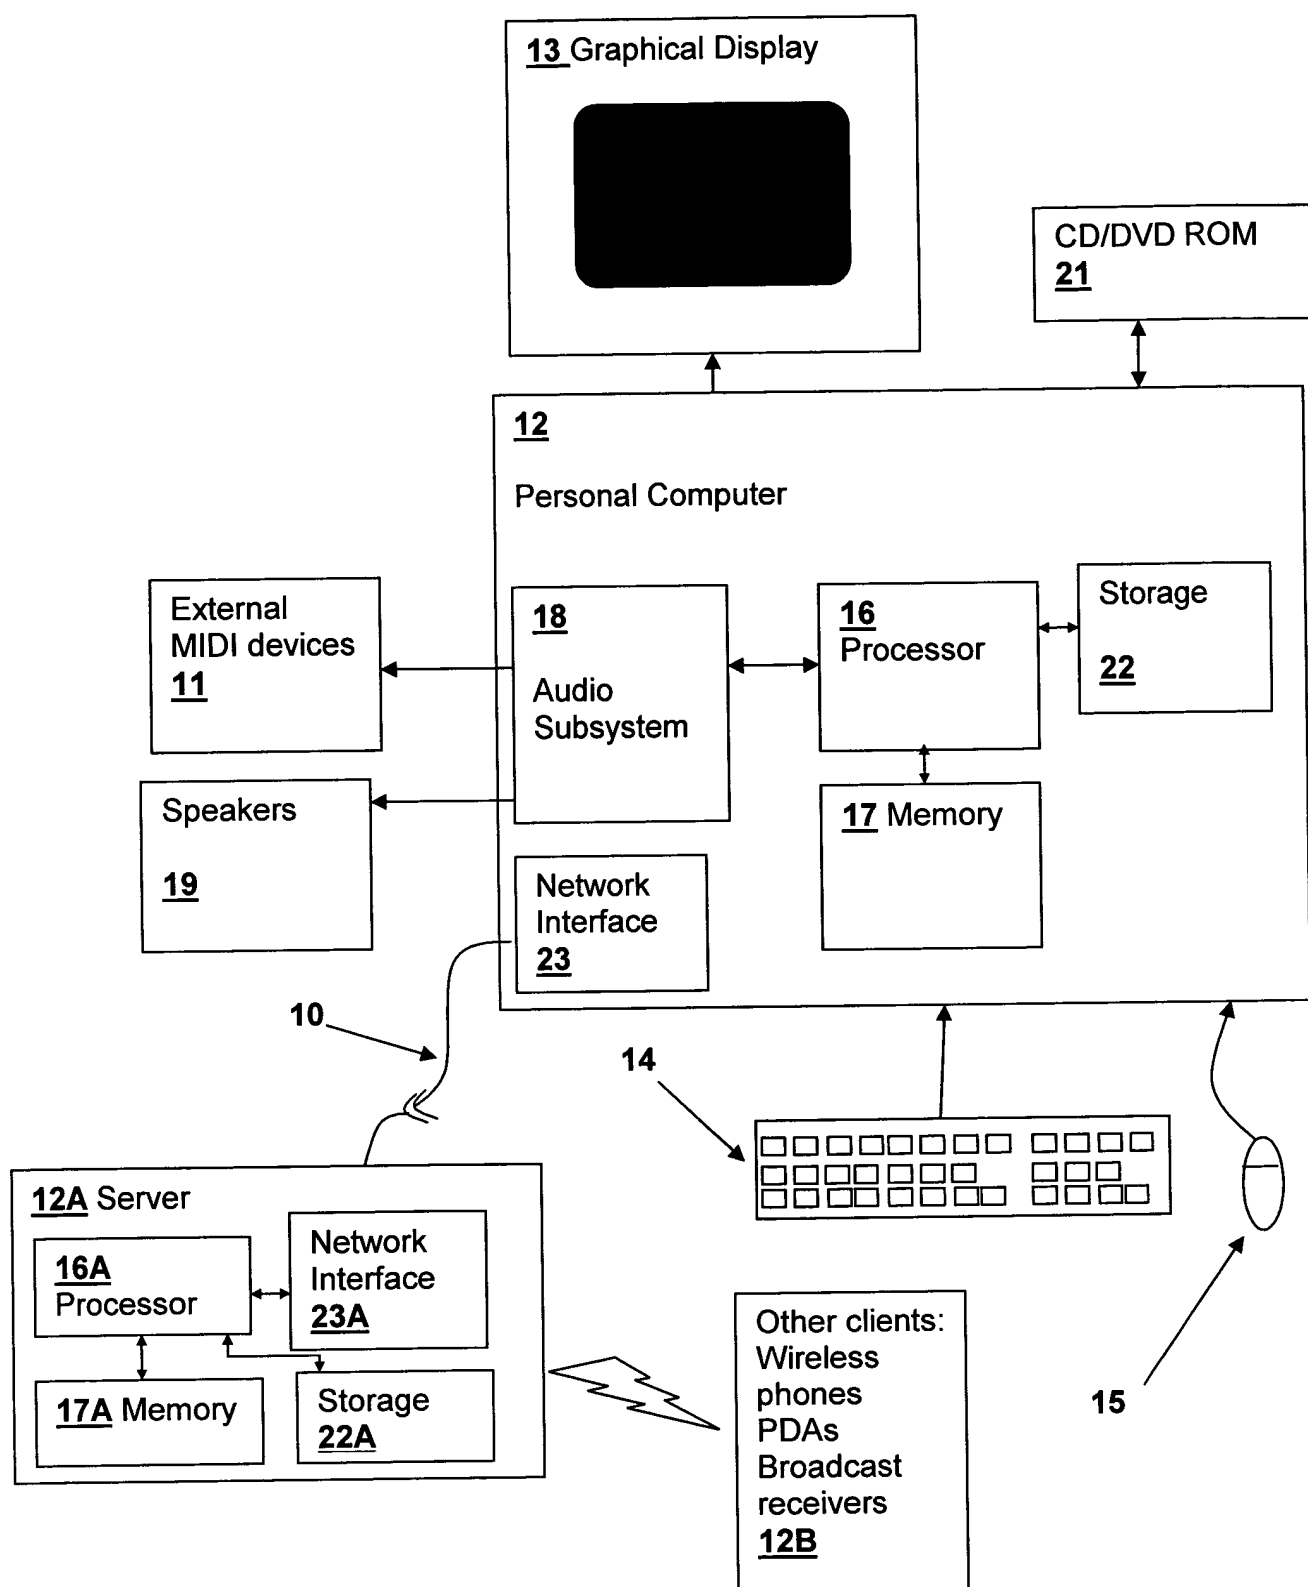 13 Graphical Display
CD/DVD ROM
21
12
Personal Computer
External
MIDI devices
11
18
Audio
Subsystem
16
Processor
Storage
22
Speakers
19
17 Memory
Network
Interface
23
10
14
15
12A Server
16A
Processor
Network
Interface
23A
17A Memory
Storage
22A
Other clients:
Wireless
phones
PDAs
Broadcast
receivers
12B